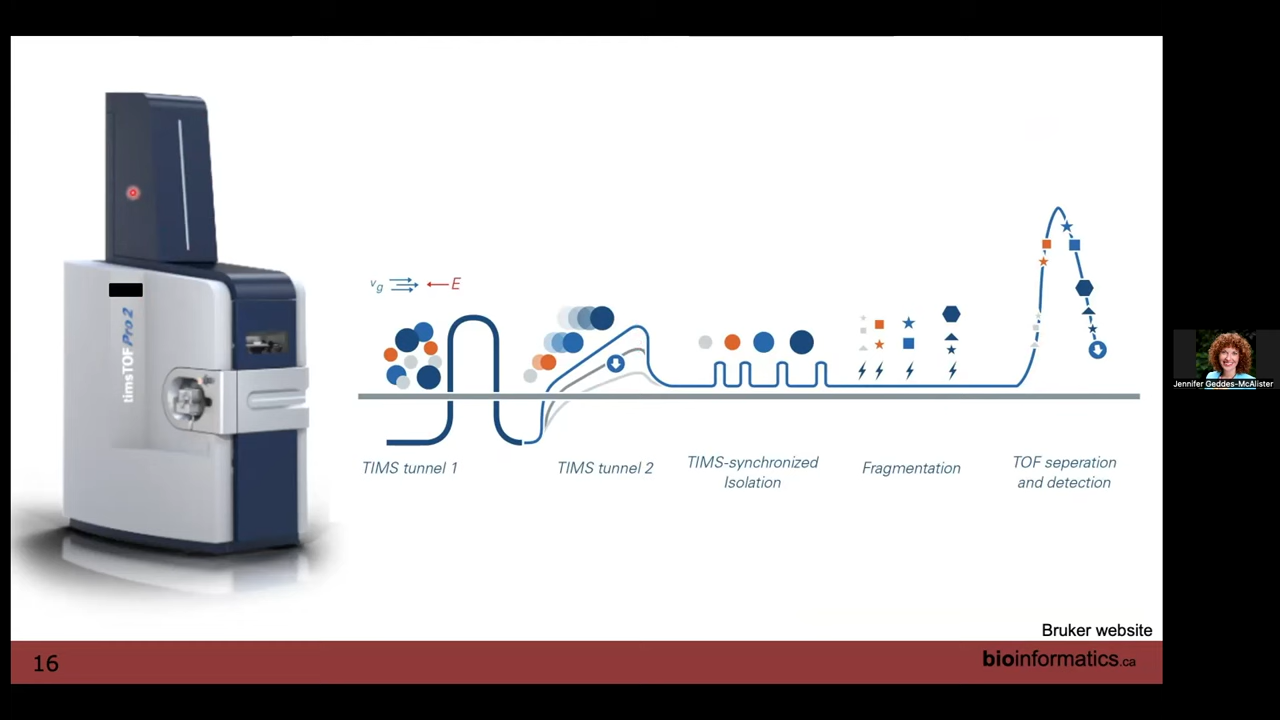 timsTOF Pro 2
vg
E
TIMS tunnel 1
TIMS tunnel 2
TIMS-synchronized
Isolation
Fragmentation
TOF seperation
and detection
Jennifer Geddes-McAlister
Bruker website
16
bioinformatics.ca